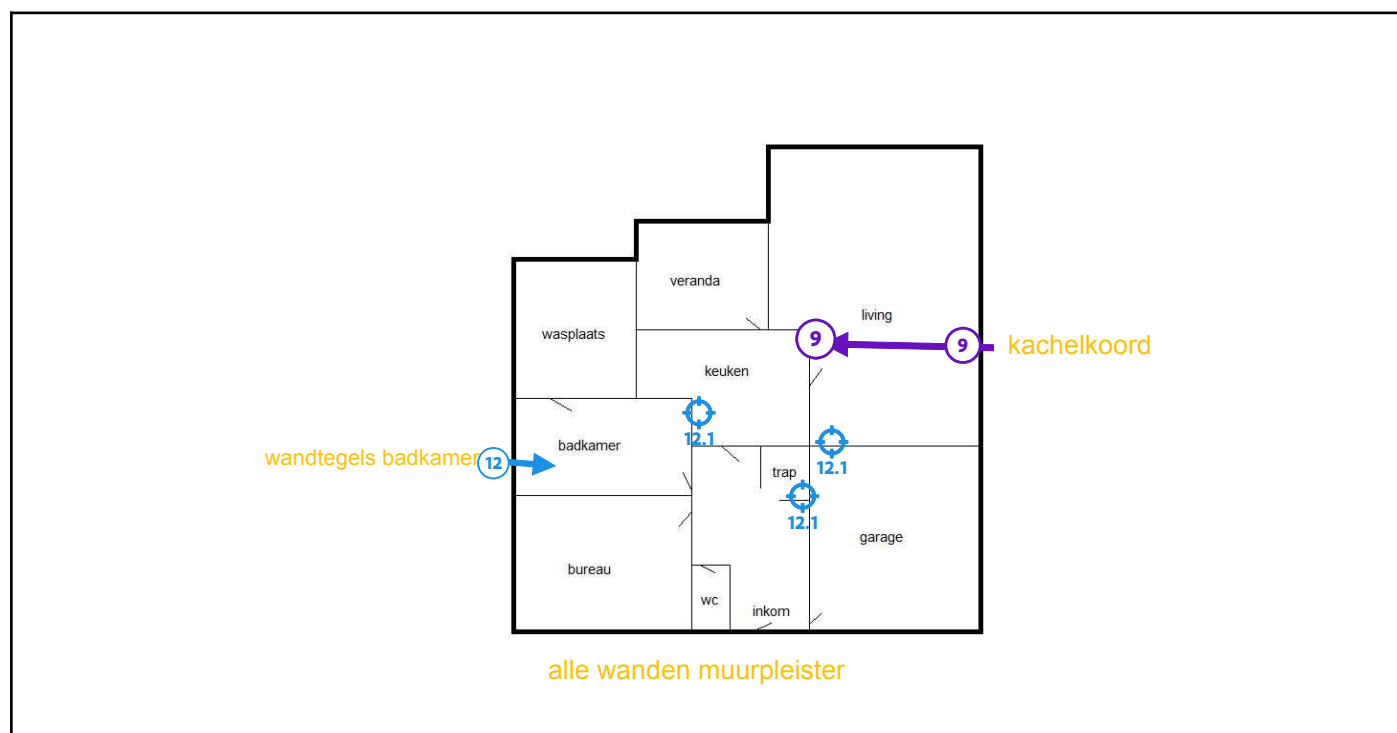 veranda
living
9
9
kachelkoord
wasplaats
keuken
12.1
badkamer
12.1
wandtegels badkamer
12
trap
12.1
garage
bureau
wc
inkom
alle wanden muurpleister